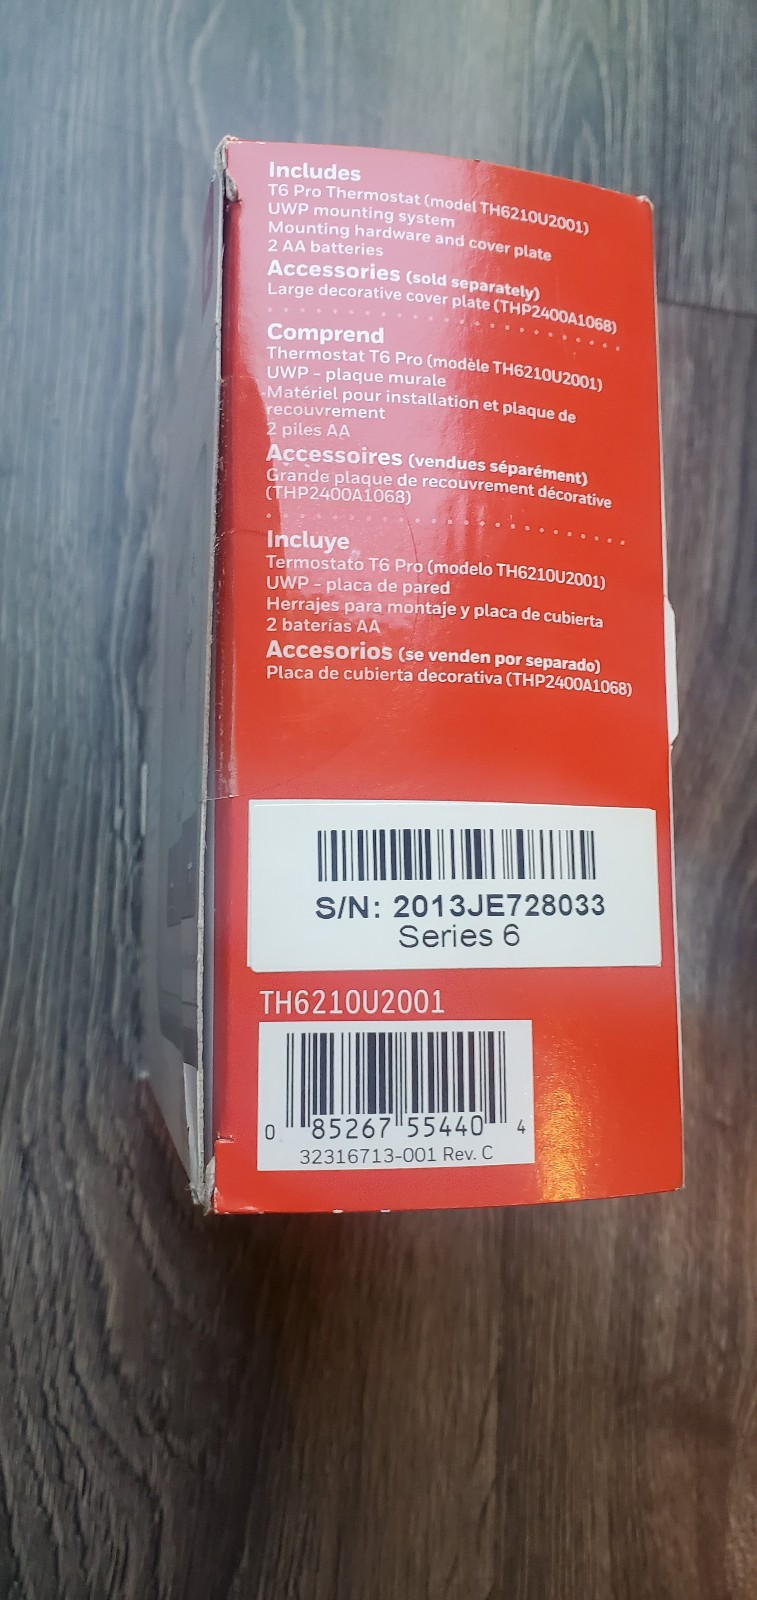 Includes
T6 Pro Thermostat (model TH6210U2001)
UWP mounting system
Mounting hardware and cover plate
2 AA batteries
Accessories (sold separately)
Large decorative cover plate (THP2400A1068)
Comprend
Thermostat T6 Pro (modèle TH6210U2001)
UWP - plaque murale
Matériel pour installation et plaque de
recouvrement
2 piles AA
Accessoires (vendues séparément)
Grande plaque de recouvrement décorative
(THP2400A1068)
Incluye
Termostato T6 Pro (modelo TH6210U2001)
UWP - placa de pared
Herrajes para montaje y placa de cubierta
2 baterías AA
Accesorios (se venden por separado)
Placa de cubierta decorativa (THP2400A1068)
S/N: 2013JE728033
Series 6
TH6210U2001
0 85267 55440 4
32316713-001 Rev. C